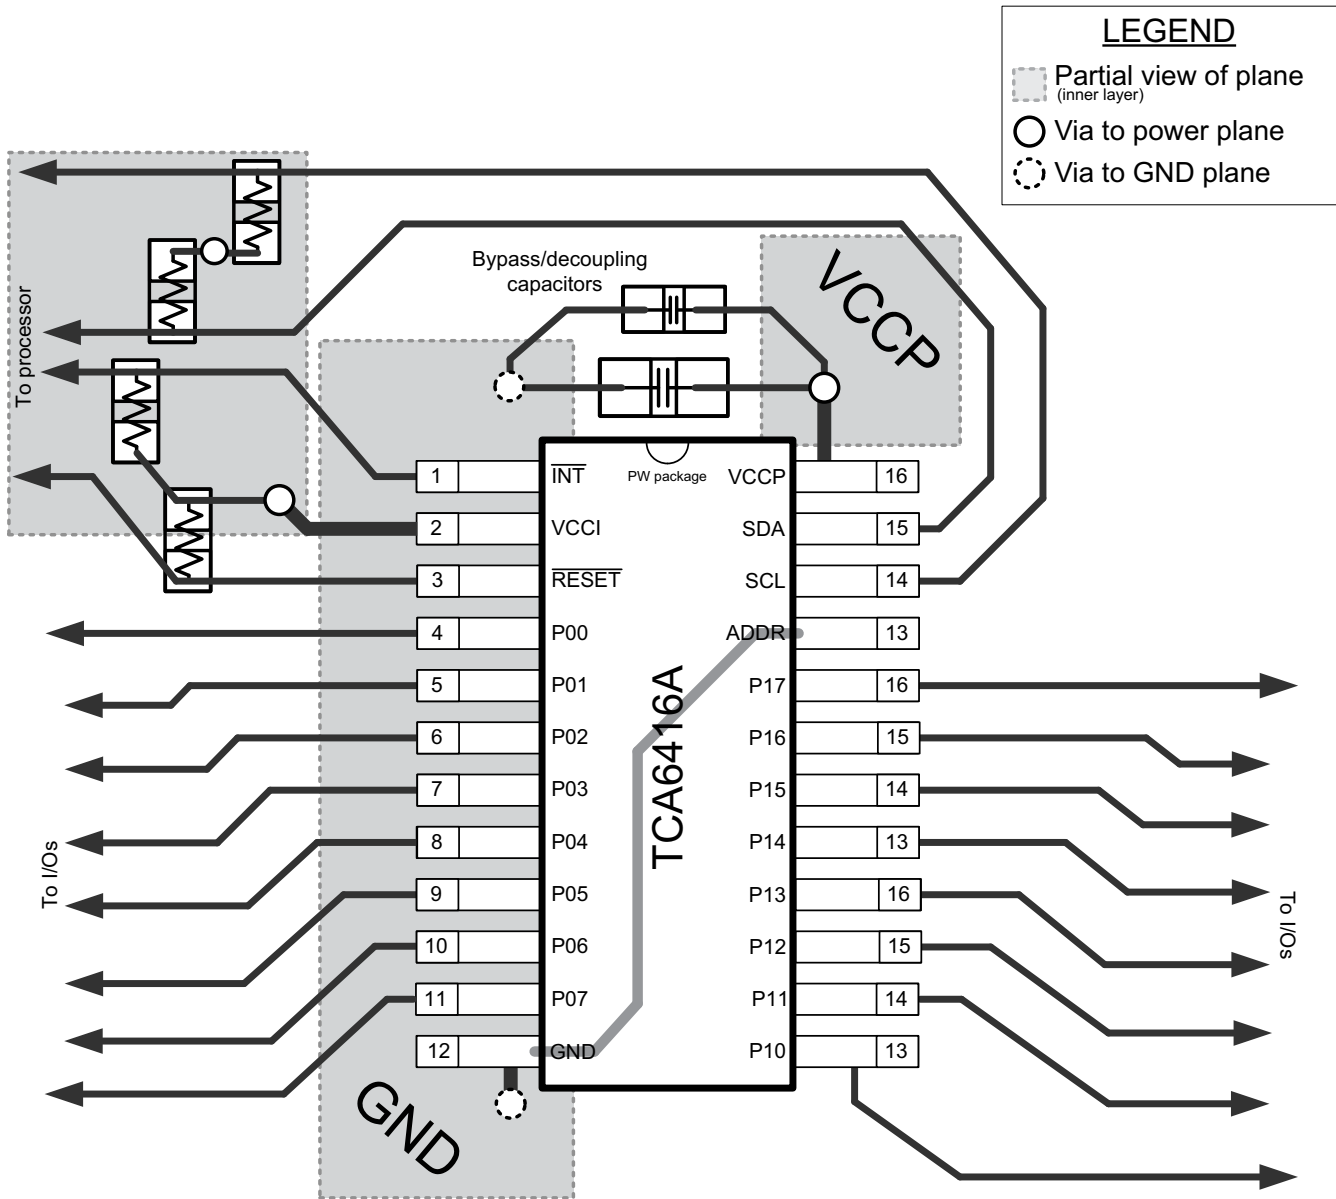 LEGEND
Partial view of plane
(inner layer)
Via to power plane
Via to GND plane
To processor
Bypass/decoupling
capacitors
VCCP
PW package
TCA6416A
1 INT
2 VCCI
3 RESET
4 P00
5 P01
6 P02
7 P03
8 P04
9 P05
10 P06
11 P07
12 GND
VCCP 16
SDA 15
SCL 14
ADDR 13
P17 16
P16 15
P15 14
P14 13
P13 16
P12 15
P11 14
P10 13
To I/Os
To I/Os
GND